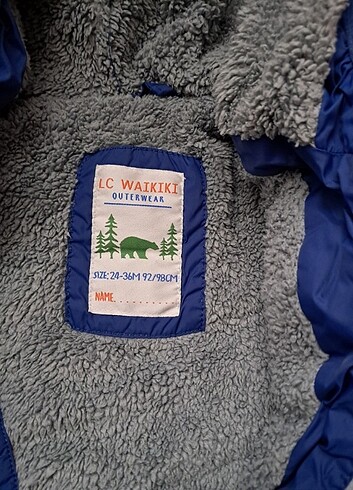 LC WAIKIKI
OUTERWEAR
SIZE: 24-36M 92/98CM
NAME..........